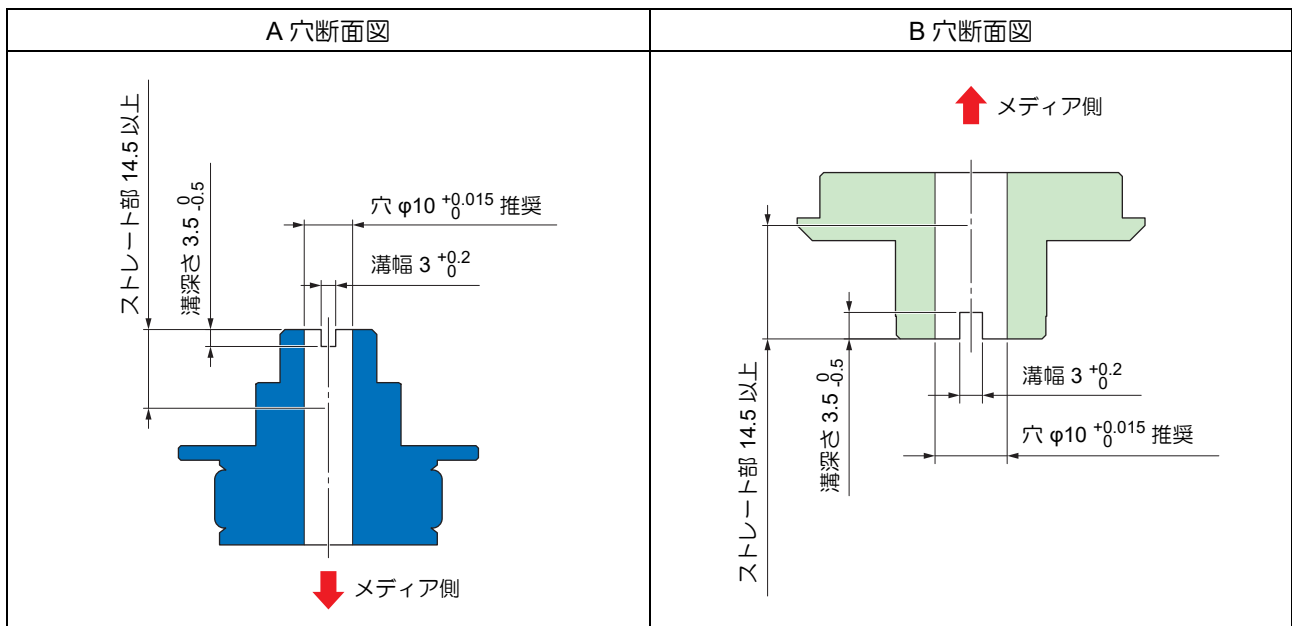 A 穴断面図
B 穴断面図
ストレート部 14.5 以上
溝深さ 3.5 0 -0.5
穴 φ10 +0.015 0 推奨
溝幅 3 +0.2 0
メディア側
メディア側
ストレート部 14.5 以上
溝深さ 3.5 0 -0.5
溝幅 3 +0.2 0
穴 φ10 +0.015 0 推奨